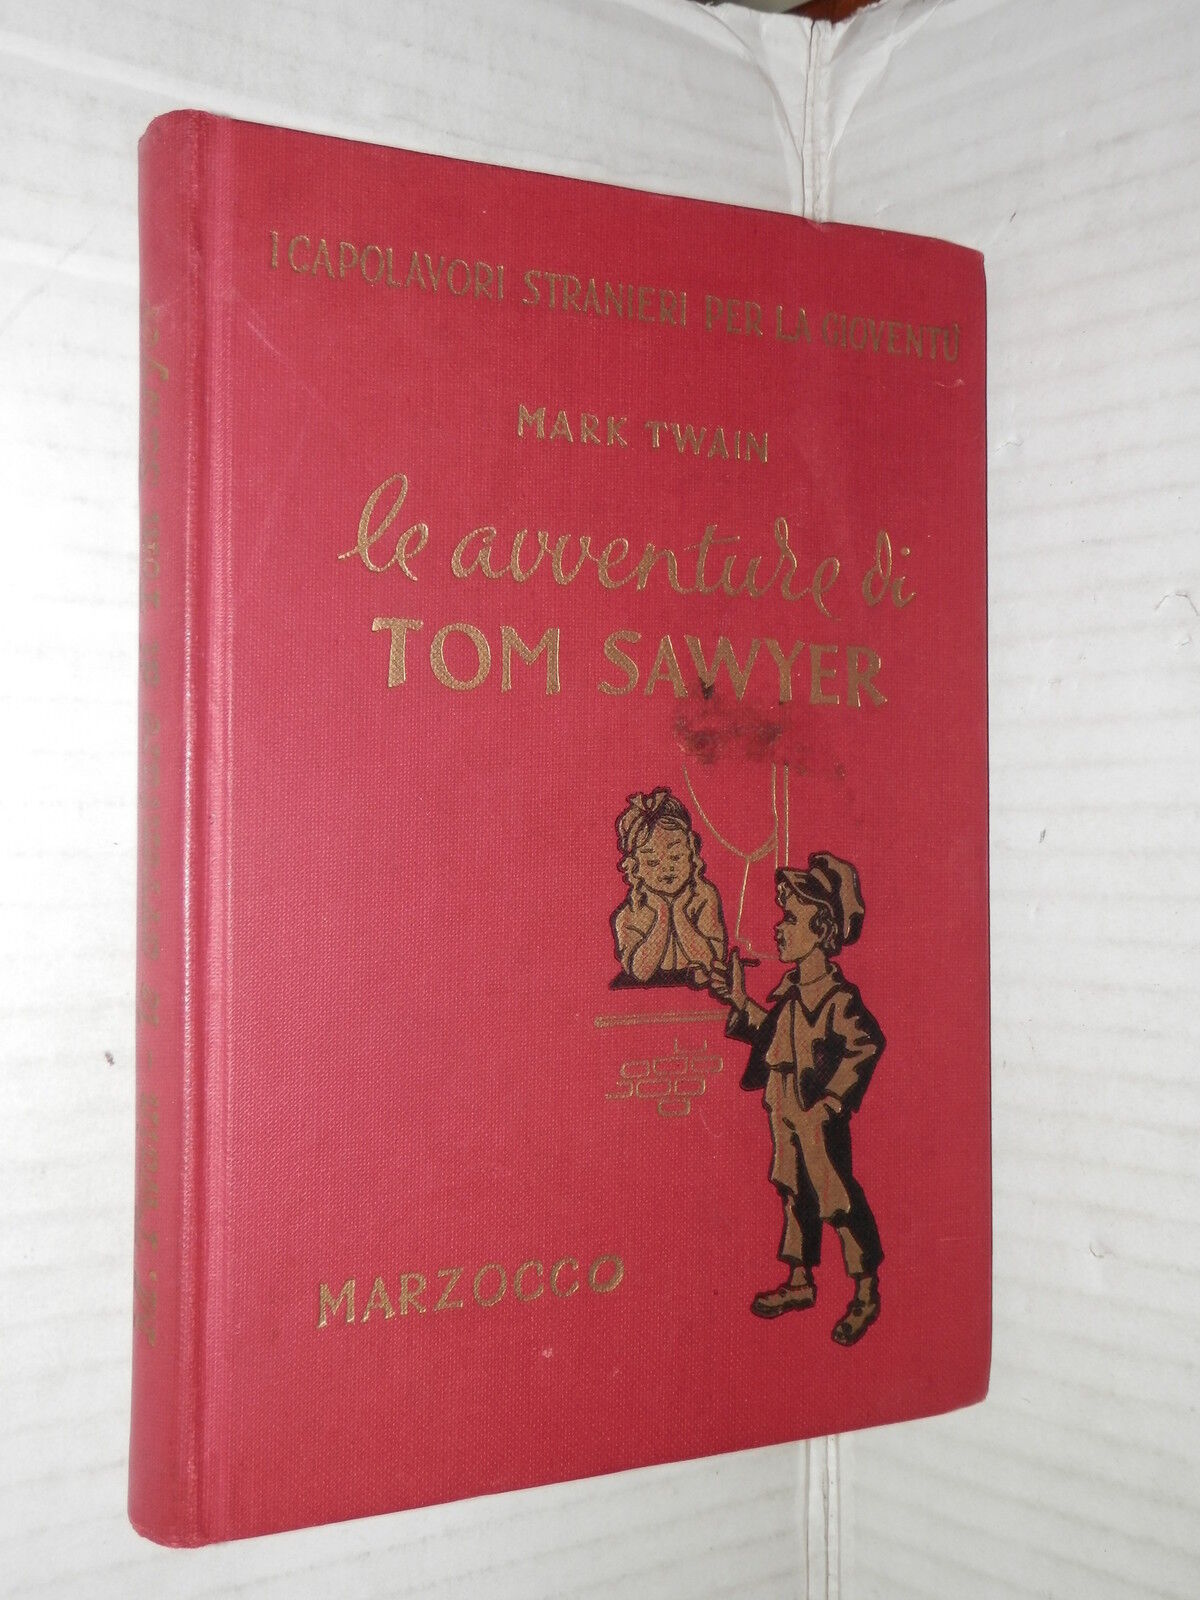 I CAPOLAVORI STRANIERI PER LA GIOVENTÙ
MARK TWAIN
le avventure di
TOM SAWYER
MARZOCCO